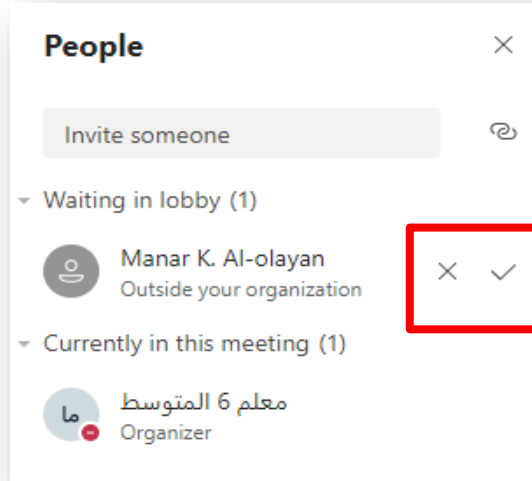 People
Invite someone
Waiting in lobby (1)
Manar K. Al-olayan
Outside your organization
Currently in this meeting (1)
ما
معلم 6 المتوسط
Organizer